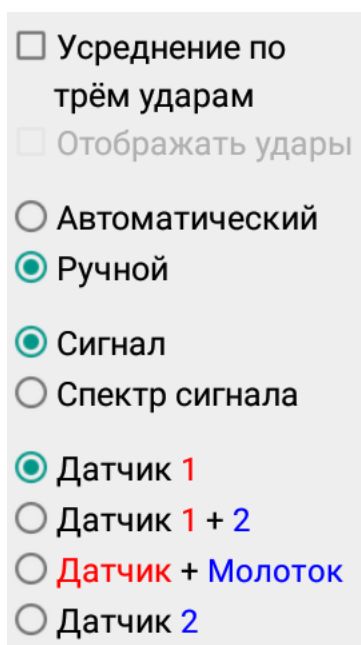 Усреднение по
трём ударам
Отображать удары
Автоматический
Ручной
Сигнал
Спектр сигнала
Датчик 1
Датчик 1 + 2
Датчик + Молоток
Датчик 2